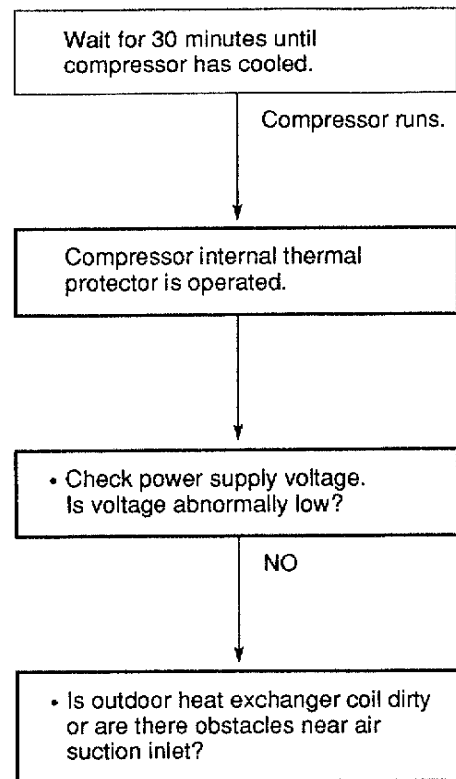 Wait for 30 minutes until
compressor has cooled.
Compressor runs.
Compressor internal thermal
protector is operated.
• Check power supply voltage.
Is voltage abnormally low?
NO
• Is outdoor heat exchanger coil dirty
or are there obstacles near air
suction inlet?